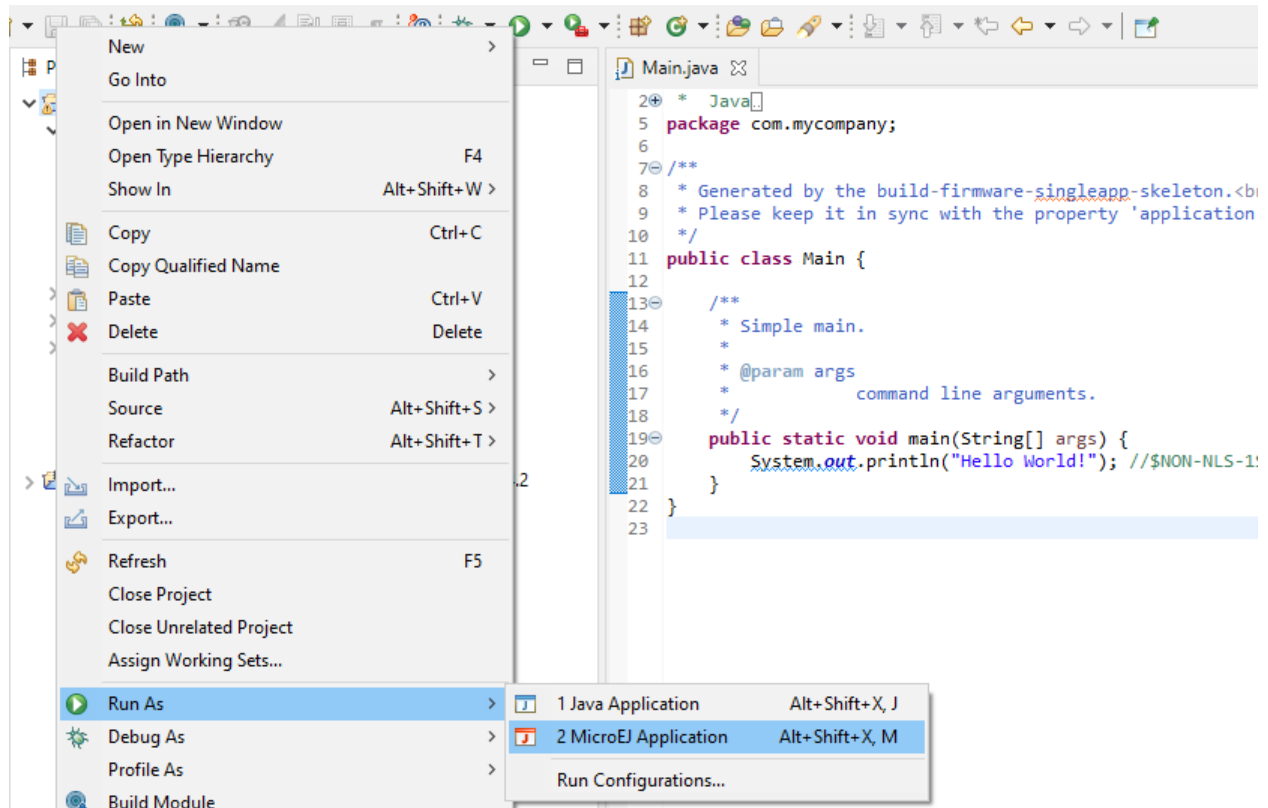 P
New
Go Into
Open in New Window
Open Type Hierarchy F4
Show In Alt+Shift+W >
Copy Ctrl+C
Copy Qualified Name
Paste Ctrl+V
Delete Delete
Build Path
Source Alt+Shift+S >
Refactor Alt+Shift+T >
Import...
Export...
Refresh F5
Close Project
Close Unrelated Project
Assign Working Sets...
Run As
Debug As
Profile As
Build Module
1 Java Application Alt+Shift+X, J
2 MicroEJ Application Alt+Shift+X, M
Run Configurations...
.2
Main.java
2 * Java..
5 package com.mycompany;
6
7 /**
8 * Generated by the build-firmware-singleapp-skeleton.<b
9 * Please keep it in sync with the property 'application
10 */
11 public class Main {
12
13 /**
14 * Simple main.
15 *
16 * @param args
17 * command line arguments.
18 */
19 public static void main(String[] args) {
20 System.out.println("Hello World!"); //$NON-NLS-1
21 }
22 }
23